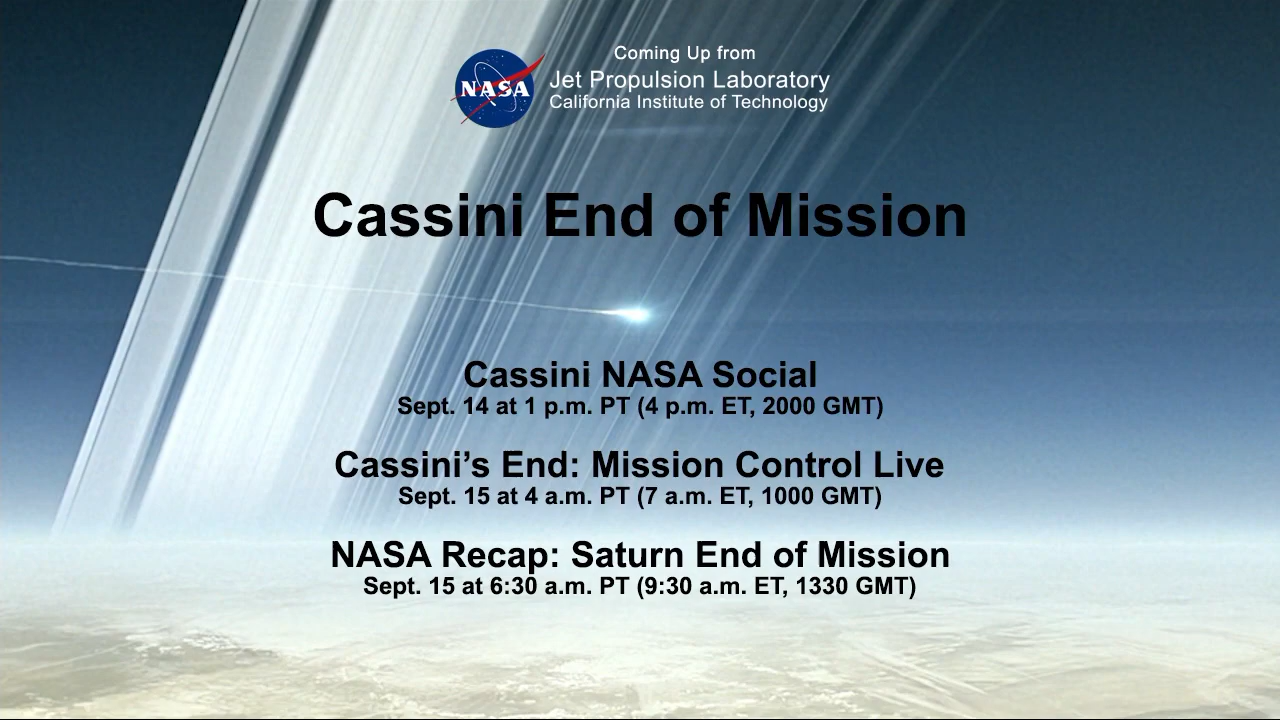 Coming Up from
NASA
Jet Propulsion Laboratory
California Institute of Technology
Cassini End of Mission
Cassini NASA Social
Sept. 14 at 1 p.m. PT (4 p.m. ET, 2000 GMT)
Cassini’s End: Mission Control Live
Sept. 15 at 4 a.m. PT (7 a.m. ET, 1000 GMT)
NASA Recap: Saturn End of Mission
Sept. 15 at 6:30 a.m. PT (9:30 a.m. ET, 1330 GMT)